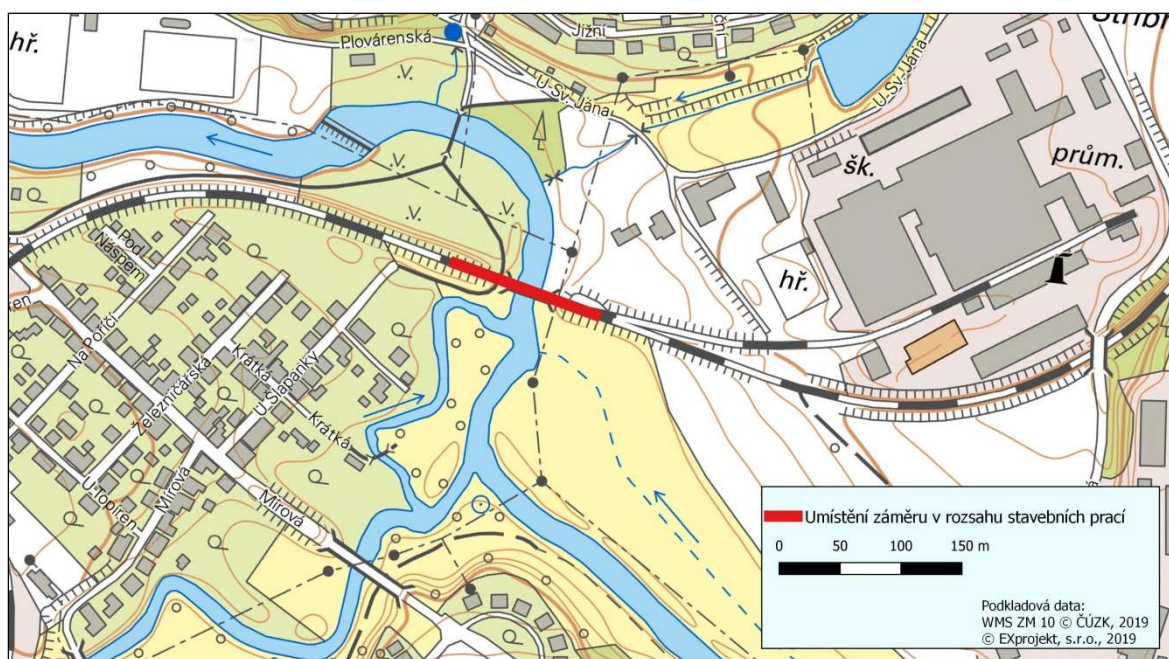 hř.
Plovárenská
Jižní
U Sv. Jána
U Sv. Jána
šk.
prům.
hř.
Pod
Náspem
Na Poříčí
Železničářská
Krátká
U Šlapanky
Krátká
U Topíren
Mírová
Mírová
Umístění záměru v rozsahu stavebních prací
0 50 100 150 m
Podkladová data:
WMS ZM 10 © ČÚZK, 2019
© EXprojekt, s.r.o., 2019